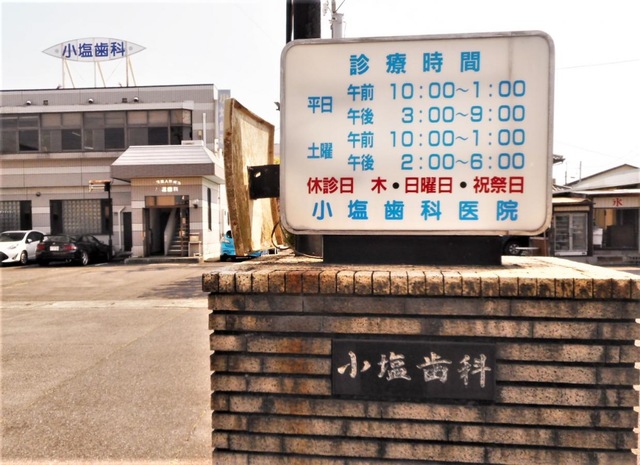 小塩歯科
診療時間
平日 午前 10:00~1:00
午後 3:00~9:00
土曜 午前 10:00~1:00
午後 2:00~6:00
休診日 木・日曜日・祝祭日
小塩歯科医院
小塩歯科